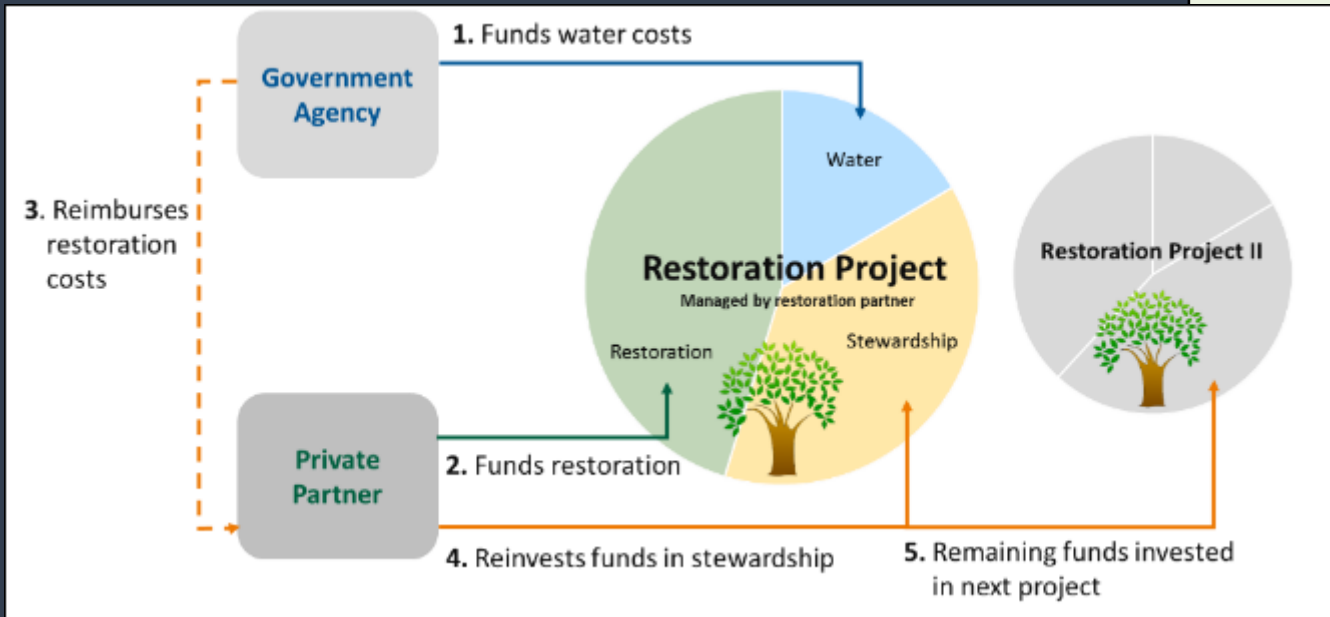 1. Funds water costs
Government
Agency
Water
3. Reimburses
restoration
costs
Restoration Project
Managed by restoration partner
Restoration Project II
Stewardship
Restoration
Private
Partner
2. Funds restoration
4. Reinvests funds in stewardship
5. Remaining funds invested
in next project